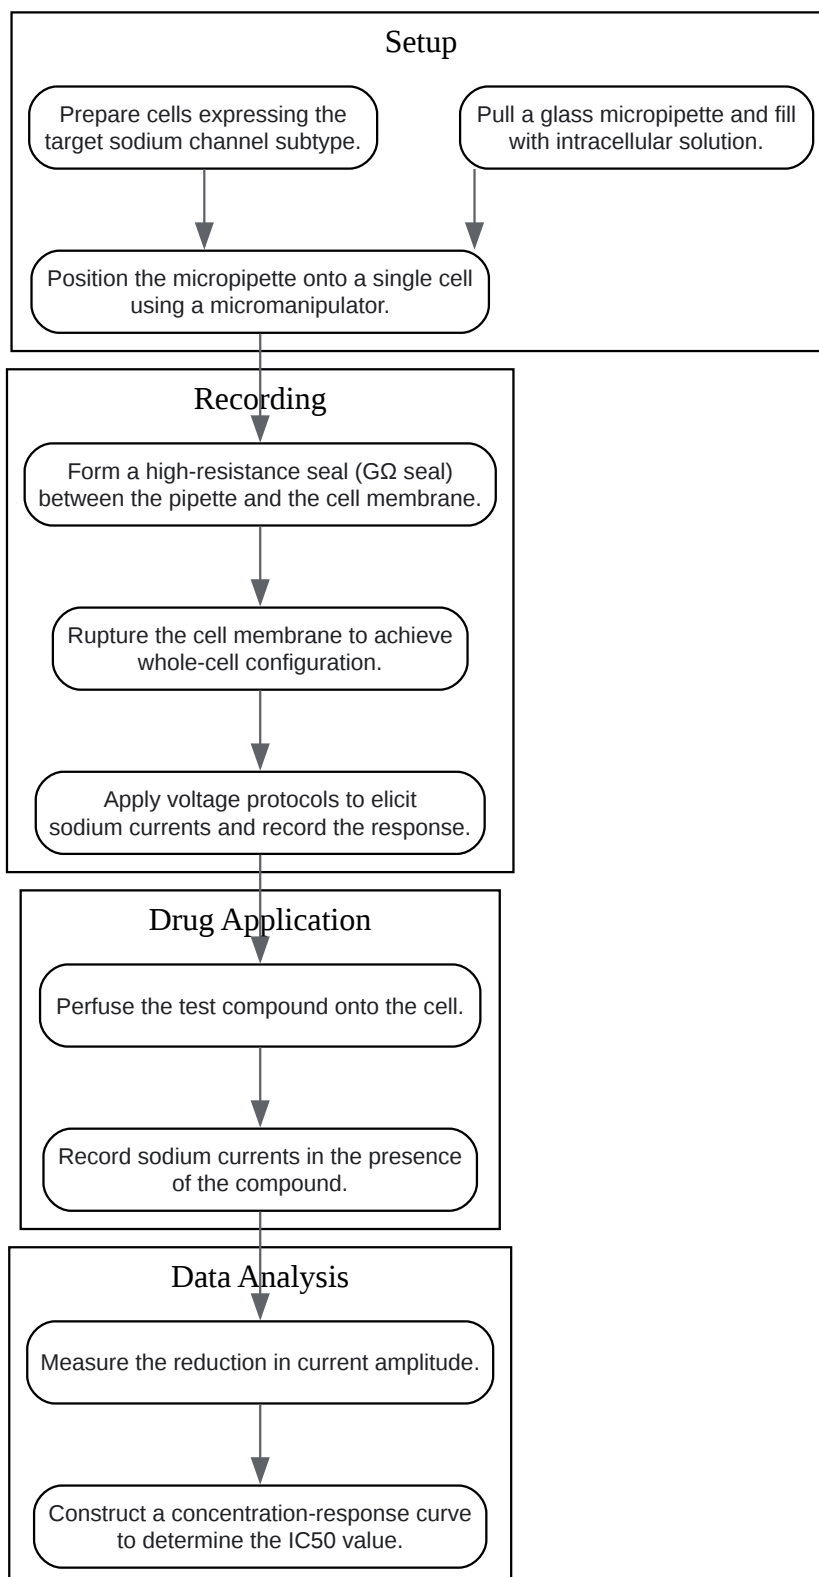 Setup
Prepare cells expressing the
target sodium channel subtype.
Pull a glass micropipette and fill
with intracellular solution.
Position the micropipette onto a single cell
using a micromanipulator.
Recording
Form a high-resistance seal (GΩ seal)
between the pipette and the cell membrane.
Rupture the cell membrane to achieve
whole-cell configuration.
Apply voltage protocols to elicit
sodium currents and record the response.
Drug Application
Perfuse the test compound onto the cell.
Record sodium currents in the presence
of the compound.
Data Analysis
Measure the reduction in current amplitude.
Construct a concentration-response curve
to determine the IC50 value.